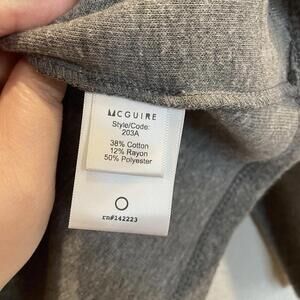 MCGUIRE
Style/Code:
203A
38% Cotton
12% Rayon
50% Polyester
rn#142223